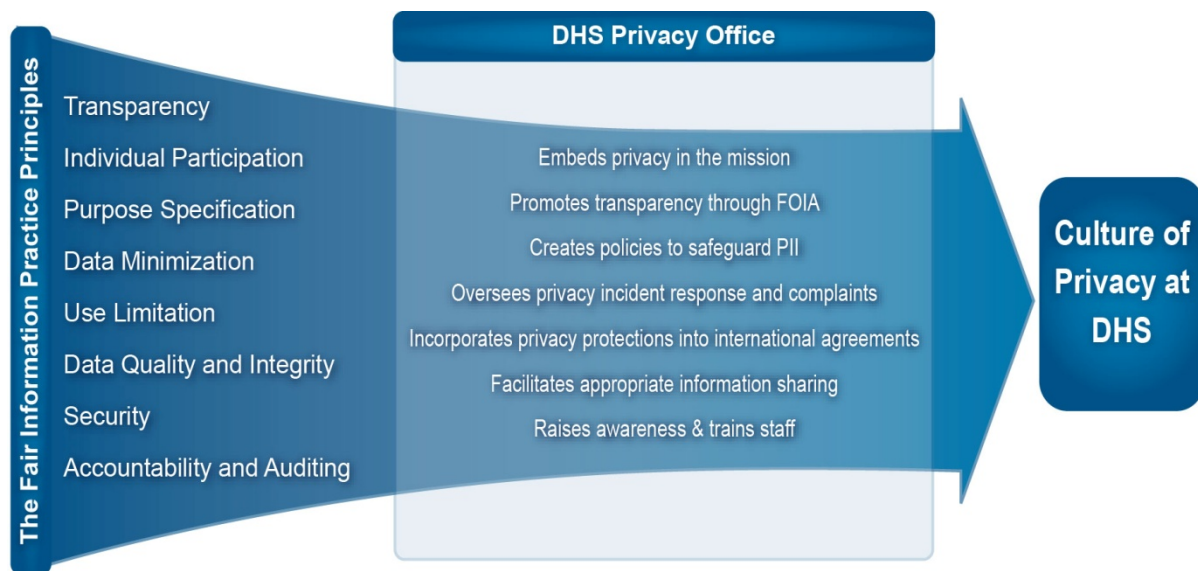 The Fair Information Practice Principles
Transparency
Individual Participation
Purpose Specification
Data Minimization
Use Limitation
Data Quality and Integrity
Security
Accountability and Auditing
DHS Privacy Office
Embeds privacy in the mission
Promotes transparency through FOIA
Creates policies to safeguard PII
Oversees privacy incident response and complaints
Incorporates privacy protections into international agreements
Facilitates appropriate information sharing
Raises awareness & trains staff
Culture of
Privacy at
DHS